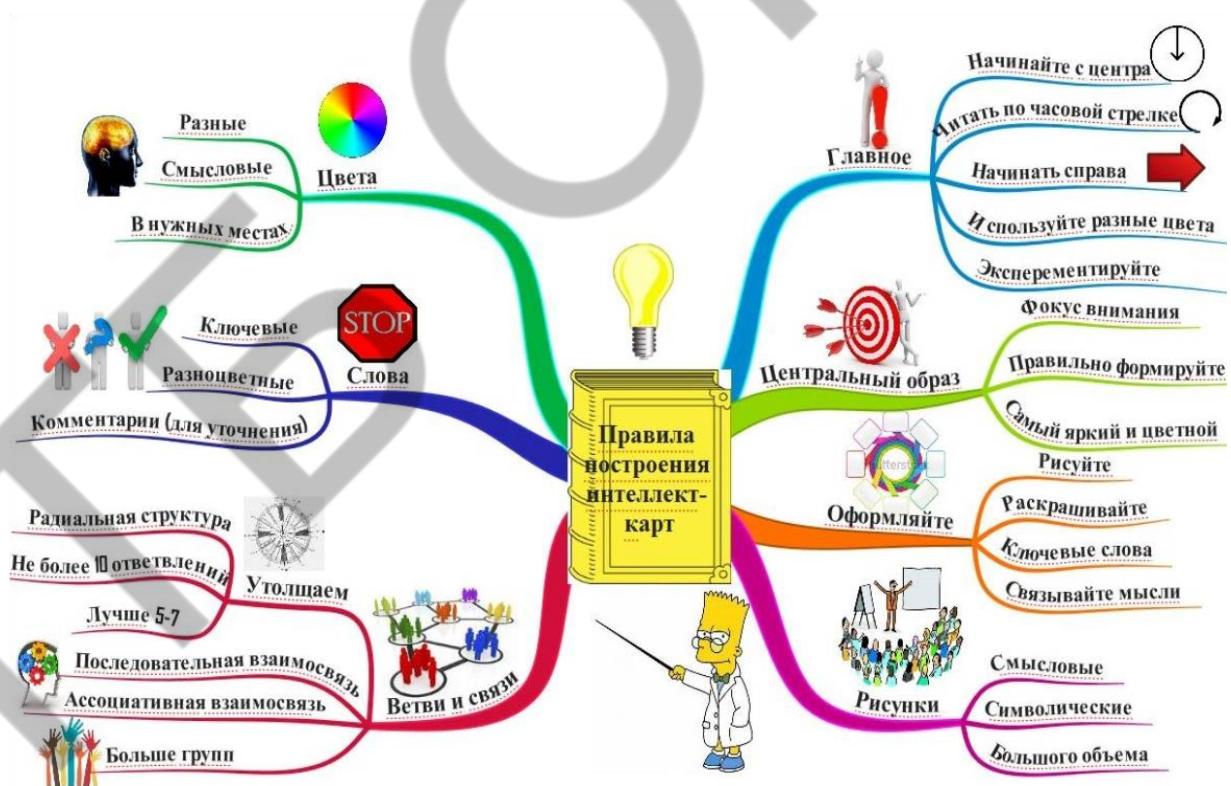 Правила
построения
интеллект-
карт
Главное
Начинайте с центра
Читать по часовой стрелке
Начинать справа
Используйте разные цвета
Эксперементируйте
Центральный образ
Фокус внимания
Правильно формируйте
Самый яркий и цветной
Оформляйте
Рисуйте
Раскрашивайте
Ключевые слова
Связывайте мысли
Рисунки
Смысловые
Символические
Большого объема
Ветви и связи
Утолщаем
Радиальная структура
Не более 10 ответвлений
Лучше 5-7
Последовательная взаимосвязь
Ассоциативная взаимосвязь
Больше групп
Слова
STOP
Ключевые
Разноцветные
Комментарии (для уточнения)
Цвета
Разные
Смысловые
В нужных местах